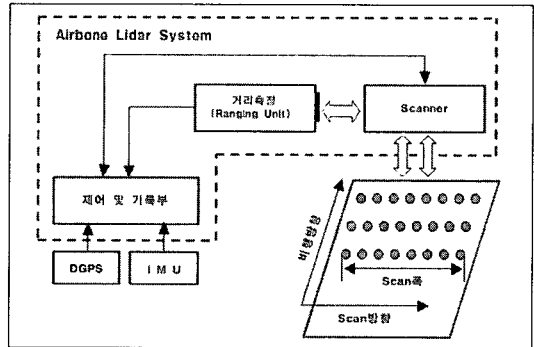 Airbone Lidar System
거리측정
(Ranging Unit)
Scanner
제어 및 기록부
DGPS
I M U
비행방향
Scan폭
Scan방향